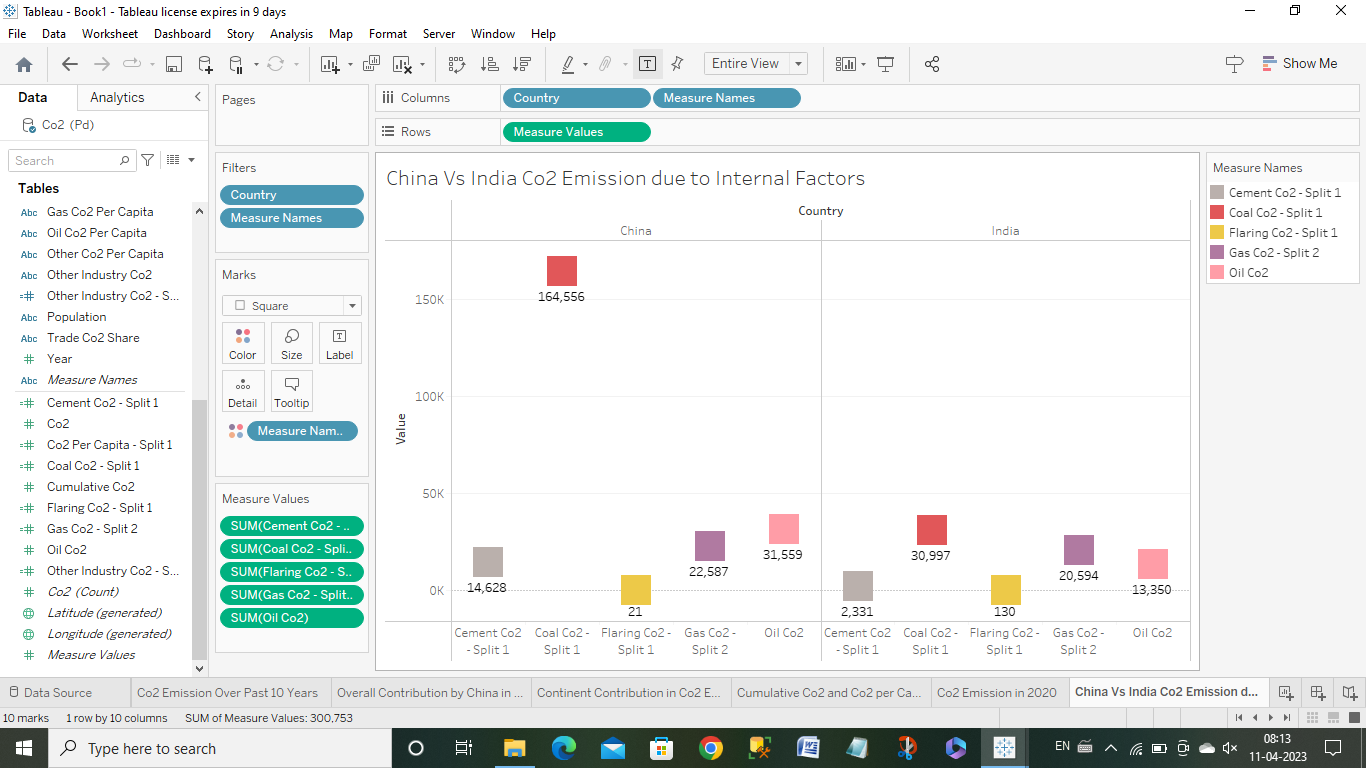 Tableau - Book1 - Tableau license expires in 9 days
File Data Worksheet Dashboard Story Analysis Map Format Server Window Help
Entire View
Show Me
Data Analytics
Co2 (Pd)
Search
Tables
Abc Gas Co2 Per Capita
Abc Oil Co2 Per Capita
Abc Other Co2 Per Capita
Abc Other Industry Co2
=# Other Industry Co2 - S...
Abc Population
Abc Trade Co2 Share
# Year
Abc Measure Names
=# Cement Co2 - Split 1
# Co2
=# Co2 Per Capita - Split 1
=# Coal Co2 - Split 1
# Cumulative Co2
=# Flaring Co2 - Split 1
=# Gas Co2 - Split 2
# Oil Co2
=# Other Industry Co2 - S...
# Co2 (Count)
Latitude (generated)
Longitude (generated)
# Measure Values
Pages
Filters
Country
Measure Names
Marks
Square
Color Size Label
Detail Tooltip
Measure Nam..
Measure Values
SUM(Cement Co2 - ..
SUM(Coal Co2 - Spli..
SUM(Flaring Co2 - S..
SUM(Gas Co2 - Split..
SUM(Oil Co2)
Columns Country Measure Names
Rows Measure Values
China Vs India Co2 Emission due to Internal Factors
Country
China India
Value
150K
100K
50K
0K
164,556
14,628
21
22,587
31,559
2,331
30,997
130
20,594
13,350
Cement Co2 - Split 1
Coal Co2 - Split 1
Flaring Co2 - Split 1
Gas Co2 - Split 2
Oil Co2
Cement Co2 - Split 1
Coal Co2 - Split 1
Flaring Co2 - Split 1
Gas Co2 - Split 2
Oil Co2
Measure Names
Cement Co2 - Split 1
Coal Co2 - Split 1
Flaring Co2 - Split 1
Gas Co2 - Split 2
Oil Co2
Data Source Co2 Emission Over Past 10 Years Overall Contribution by China in ... Continent Contribution in Co2 E... Cumulative Co2 and Co2 per Ca... Co2 Emission in 2020 China Vs India Co2 Emission d...
10 marks 1 row by 10 columns SUM of Measure Values: 300,753
Type here to search
EN
08:13
11-04-2023